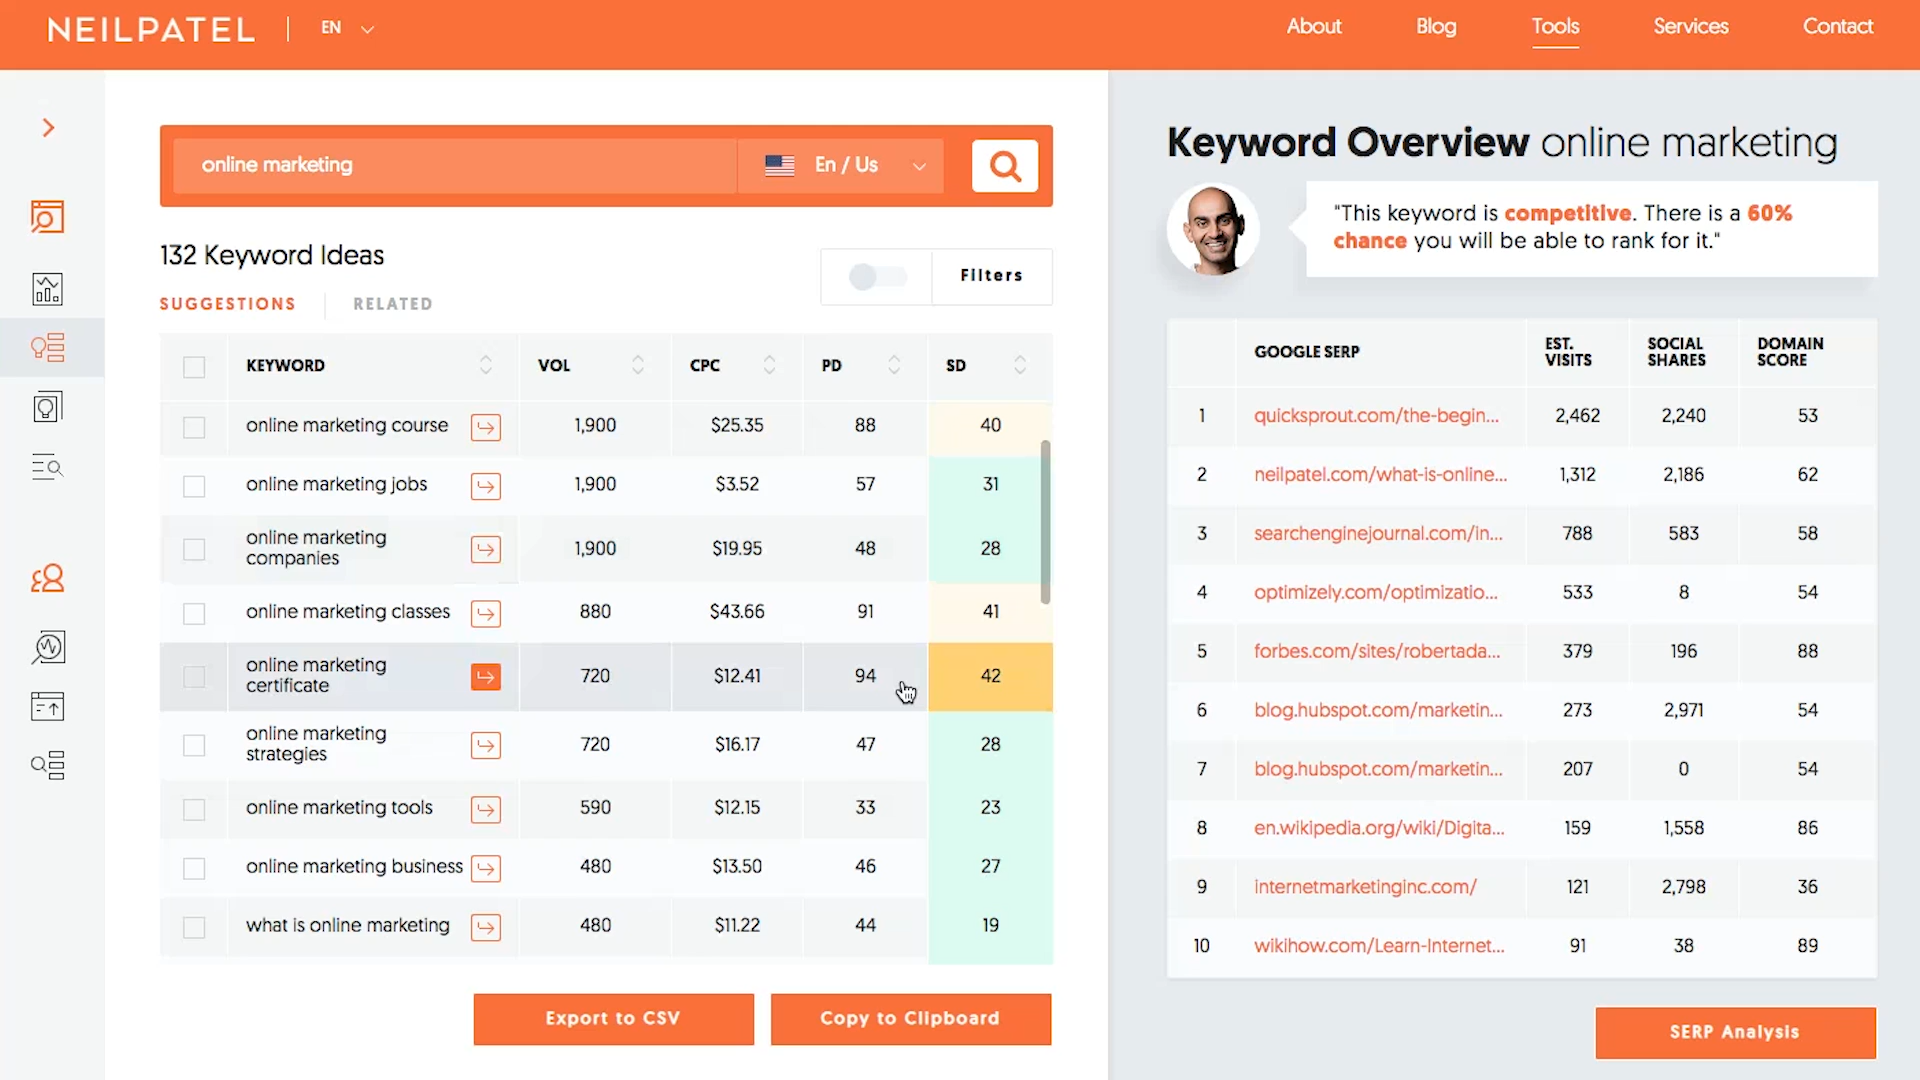 NEILPATEL
EN
About
Blog
Tools
Services
Contact
online marketing
En / Us
132 Keyword Ideas
Filters
SUGGESTIONS
RELATED
KEYWORD VOL CPC PD SD
online marketing course 1,900 $25.35 88 40
online marketing jobs 1,900 $3.52 57 31
online marketing
companies 1,900 $19.95 48 28
online marketing classes 880 $43.66 91 41
online marketing
certificate 720 $12.41 94 42
online marketing
strategies 720 $16.17 47 28
online marketing tools 590 $12.15 33 23
online marketing business 480 $13.50 46 27
what is online marketing 480 $11.22 44 19
Export to CSV
Copy to Clipboard
Keyword Overview online marketing
"This keyword is competitive. There is a 60%
chance you will be able to rank for it."
GOOGLE SERP
EST.
VISITS
SOCIAL
SHARES
DOMAIN
SCORE
1 quicksprout.com/the-begin... 2,462 2,240 53
2 neilpatel.com/what-is-online... 1,312 2,186 62
3 searchenginejournal.com/in... 788 583 58
4 optimizely.com/optimizatio... 533 8 54
5 forbes.com/sites/robertada... 379 196 88
6 blog.hubspot.com/marketin... 273 2,971 54
7 blog.hubspot.com/marketin... 207 0 54
8 en.wikipedia.org/wiki/Digita... 159 1,558 86
9 internetmarketinginc.com/ 121 2,798 36
10 wikihow.com/Learn-Internet... 91 38 89
SERP Analysis